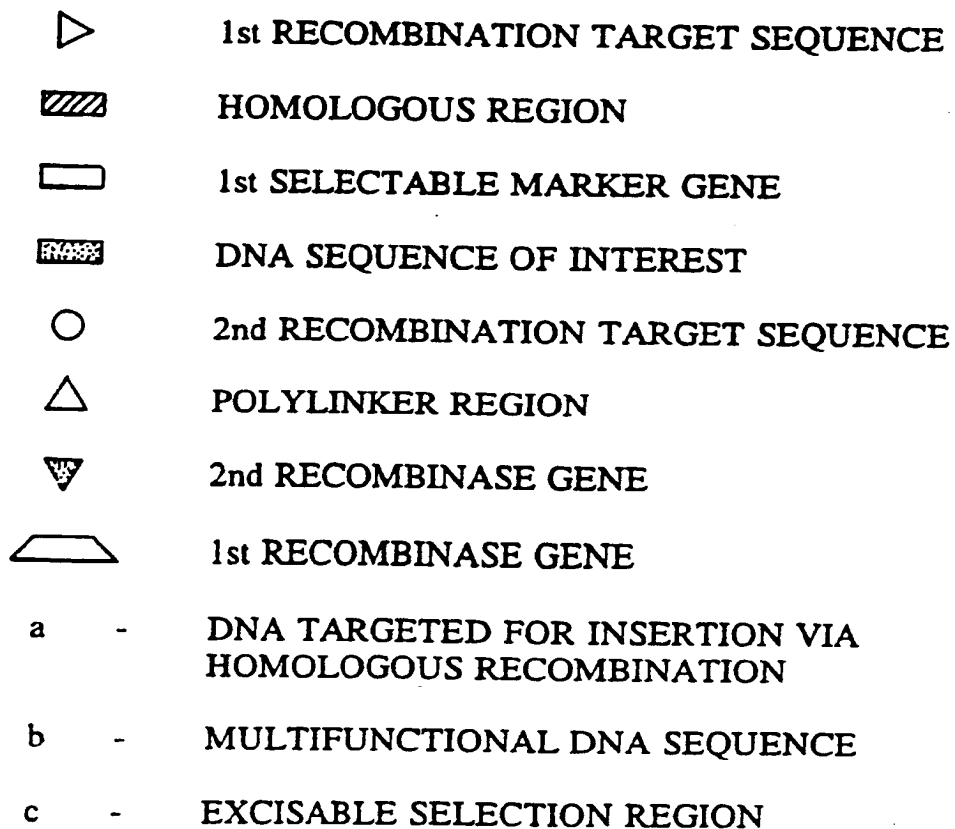 1st RECOMBINATION TARGET SEQUENCE
HOMOLOGOUS REGION
1st SELECTABLE MARKER GENE
DNA SEQUENCE OF INTEREST
2nd RECOMBINATION TARGET SEQUENCE
POLYLINKER REGION
2nd RECOMBINASE GENE
1st RECOMBINASE GENE
a - DNA TARGETED FOR INSERTION VIA
HOMOLOGOUS RECOMBINATION
b - MULTIFUNCTIONAL DNA SEQUENCE
c - EXCISABLE SELECTION REGION